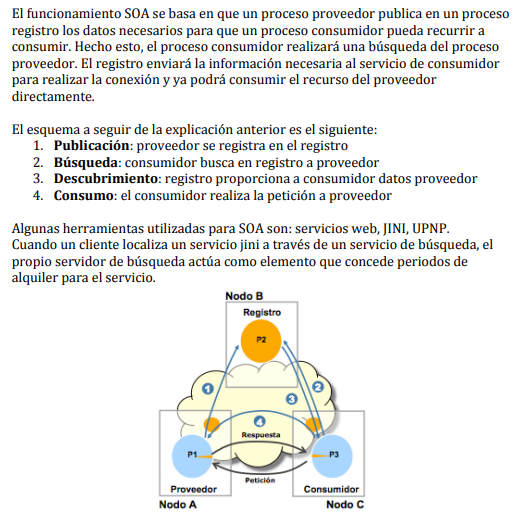 El funcionamiento SOA se basa en que un proceso proveedor publica en un proceso
registro los datos necesarios para que un proceso consumidor pueda recurrir a
consumir. Hecho esto, el proceso consumidor realizará una búsqueda del proceso
proveedor. El registro enviará la información necesaria al servicio de consumidor
para realizar la conexión y ya podrá consumir el recurso del proveedor
directamente.
El esquema a seguir de la explicación anterior es el siguiente:
1. Publicación: proveedor se registra en el registro
2. Búsqueda: consumidor busca en registro a proveedor
3. Descubrimiento: registro proporciona a consumidor datos proveedor
4. Consumo: el consumidor realiza la petición a proveedor
Algunas herramientas utilizadas para SOA son: servicios web, JINI, UPNP.
Cuando un cliente localiza un servicio jini a través de un servicio de búsqueda, el
propio servidor de búsqueda actúa como elemento que concede periodos de
alquiler para el servicio.
Nodo B
Registro
P2
1
2
3
4
Respuesta
P1
P3
Petición
Proveedor
Consumidor
Nodo A
Nodo C